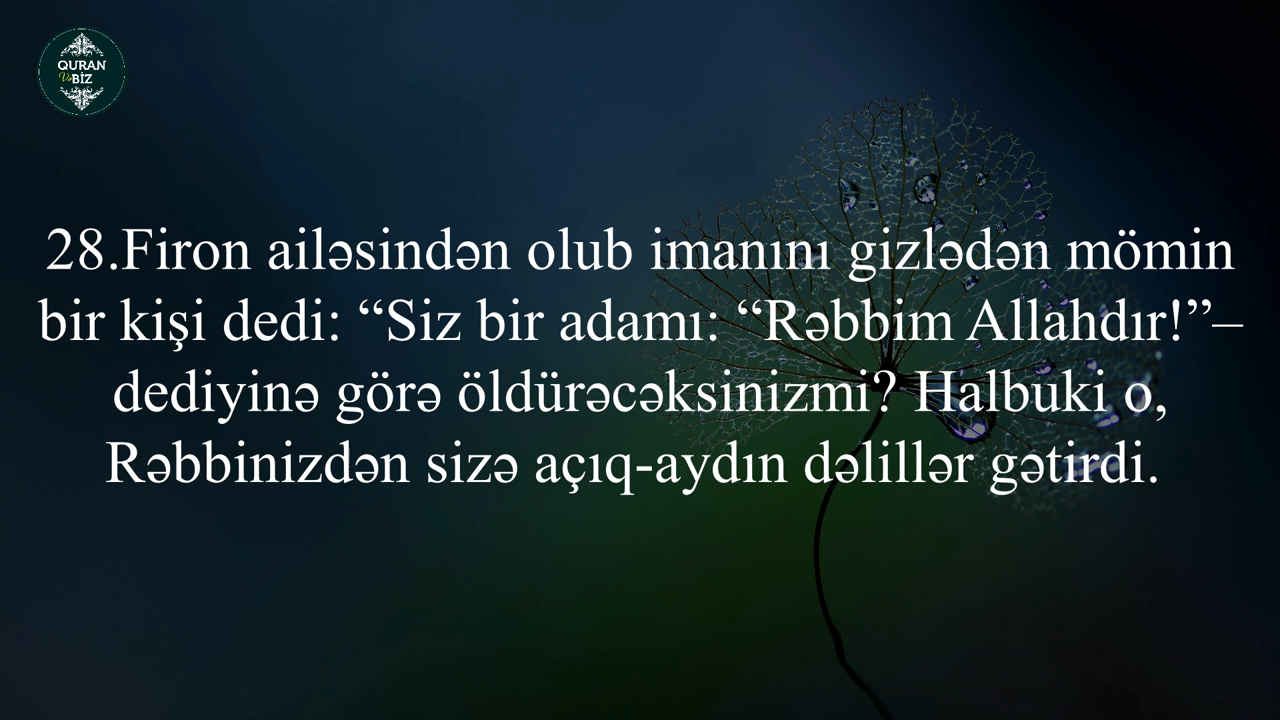 QURAN
Və BİZ
28.Firon ailəsindən olub imanını gizlədən mömin
bir kişi dedi: “Siz bir adamı: “Rəbbim Allahdır!”–
dediyinə görə öldürəcəksinizmi? Halbuki o,
Rəbbinizdən sizə açıq-aydın dəlillər gətirdi.